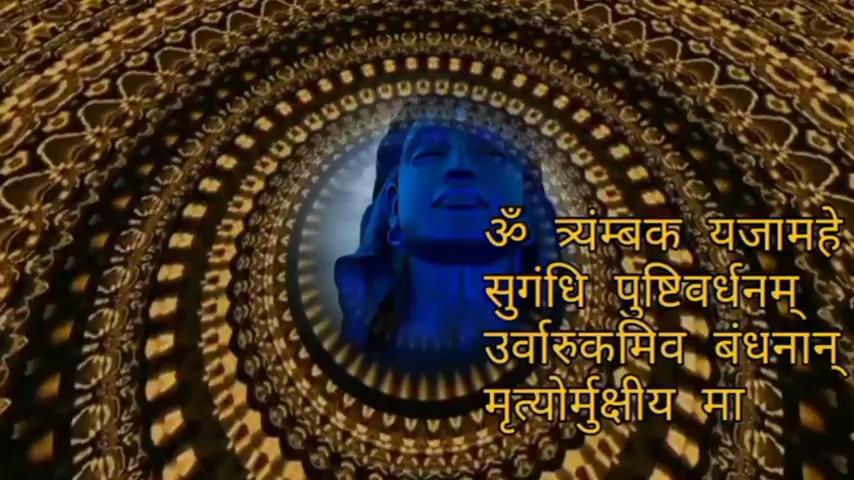 ॐ त्र्यंम्बक यजामहे
सुगंधि पुष्टिवर्धनम्
उर्वारुकमिव बंधनान्
मृत्योर्मुक्षीय मा